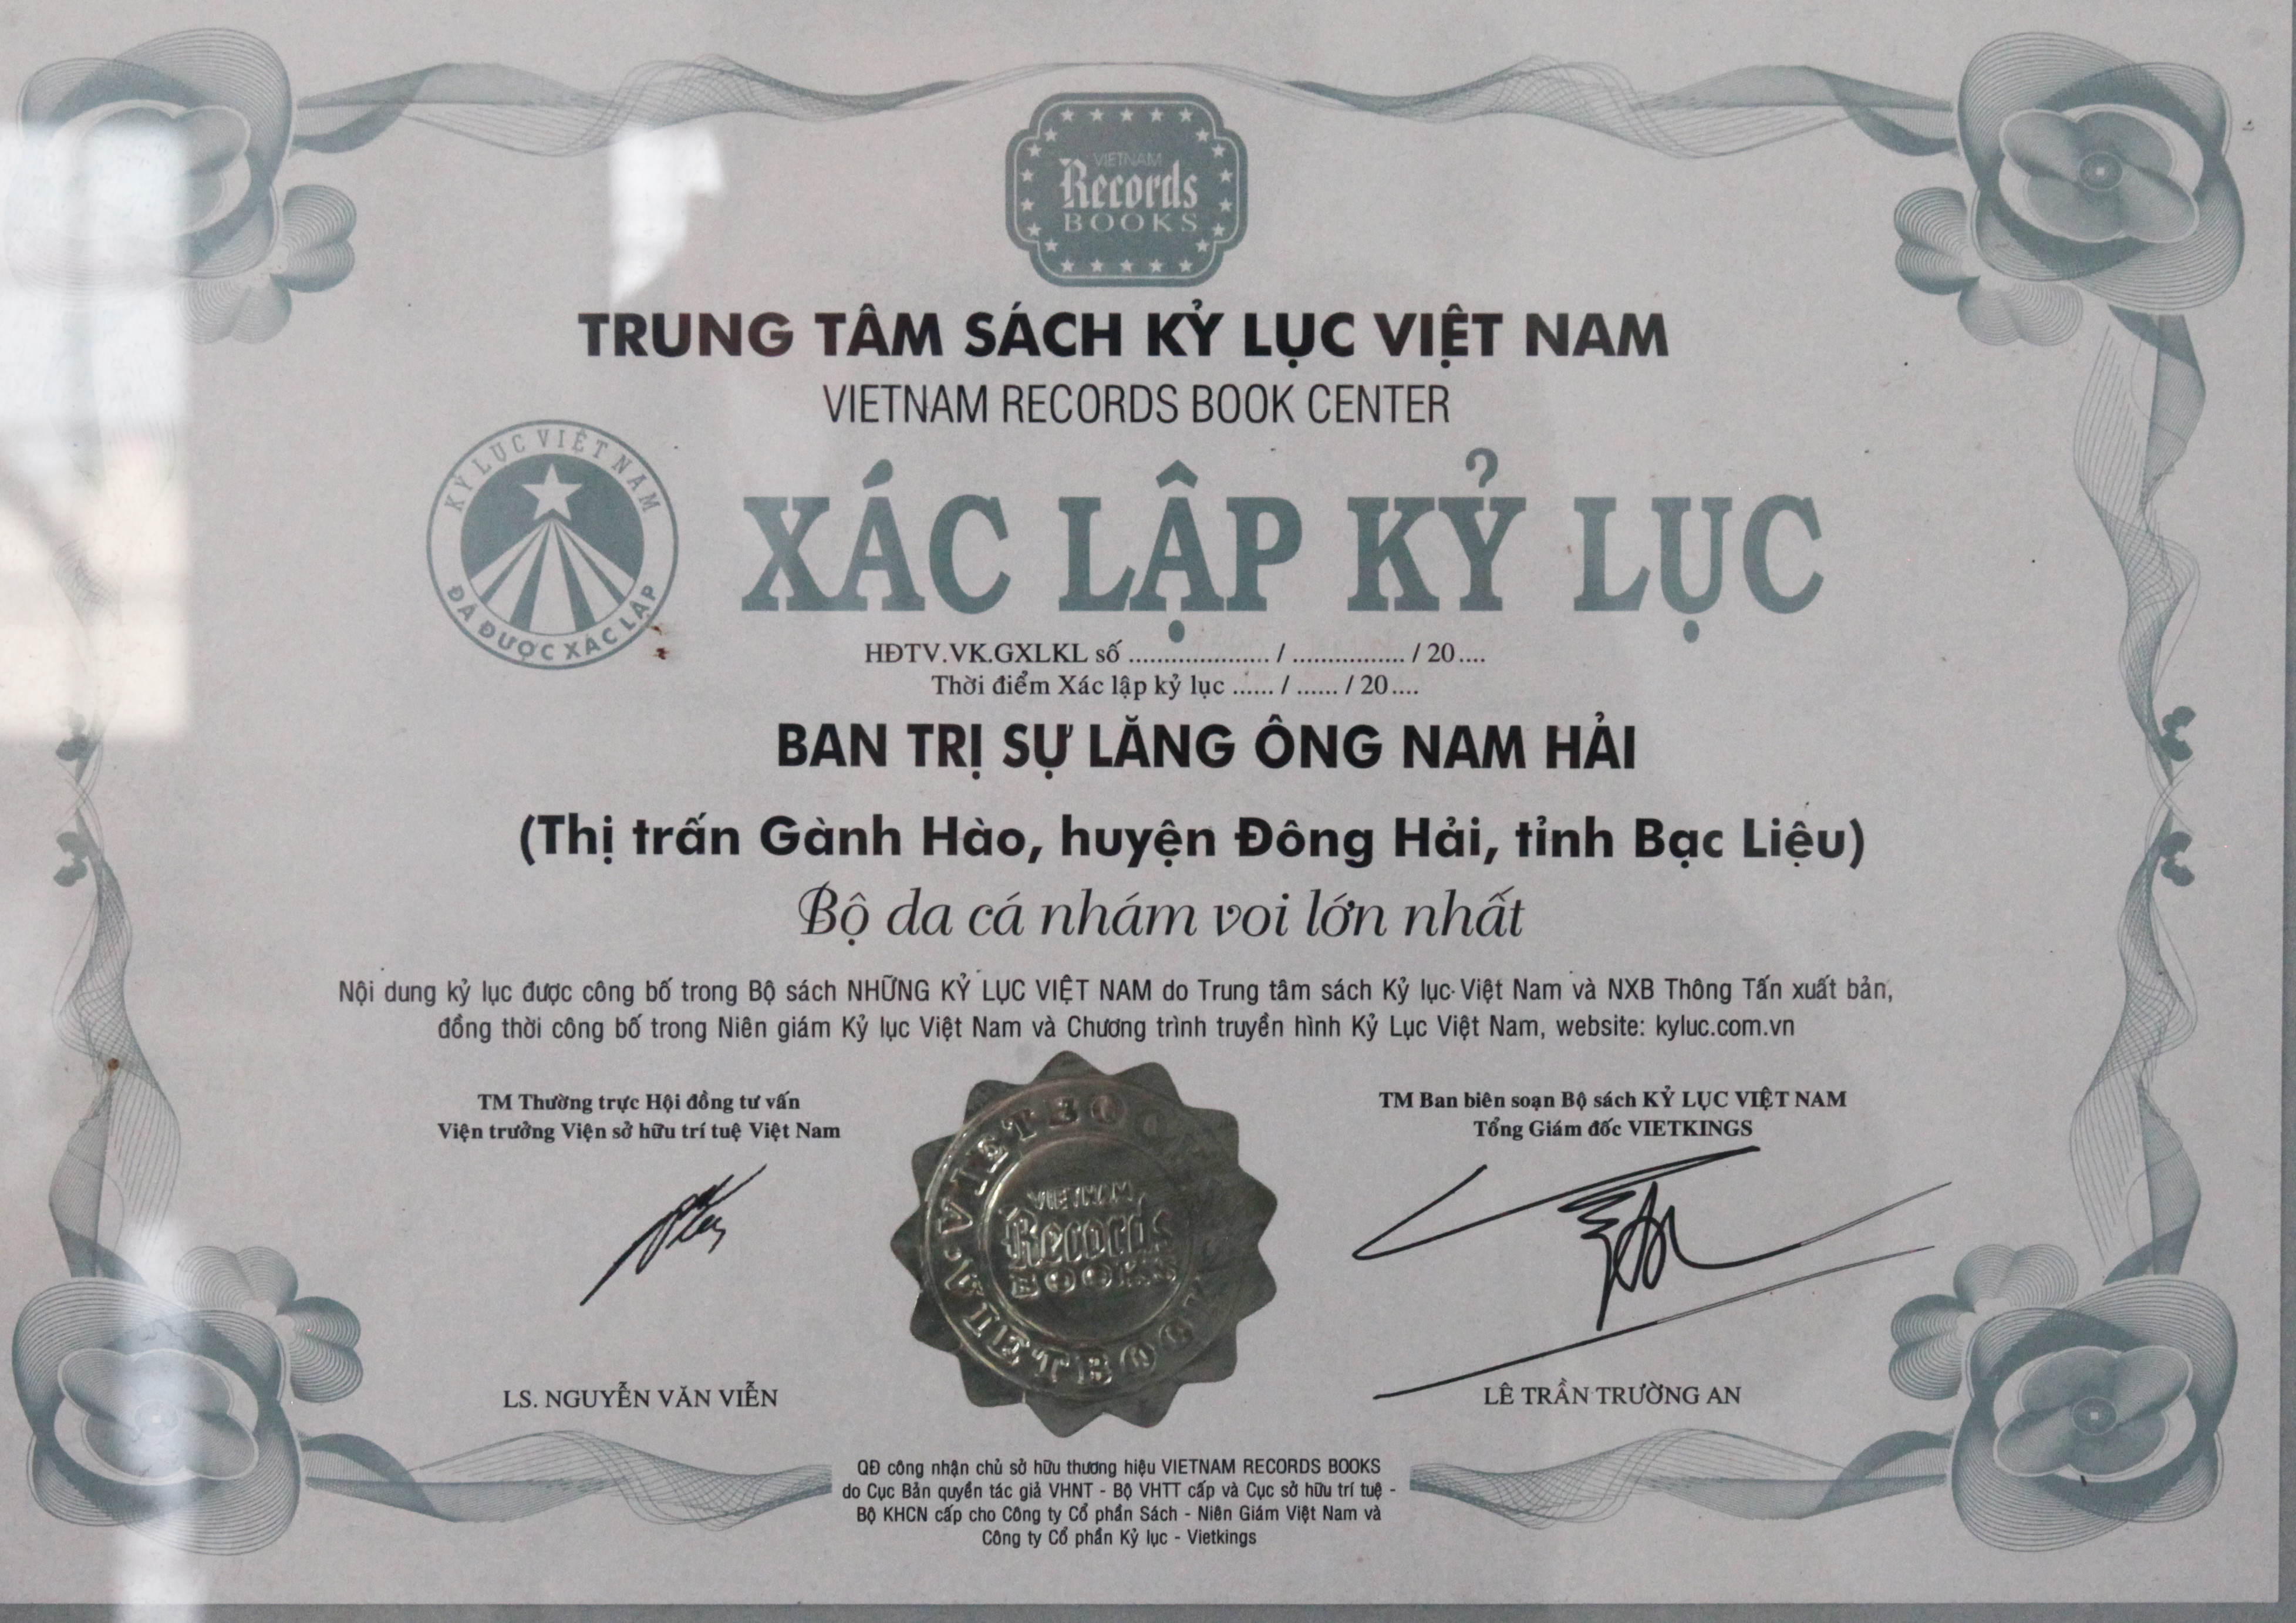 VIETNAM
Records
BOOKS
TRUNG TÂM SÁCH KỶ LỤC VIỆT NAM
VIETNAM RECORDS BOOK CENTER
KỶ LỤC VIỆT NAM
ĐÃ ĐƯỢC XÁC LẬP
XÁC LẬP KỶ LỤC
HĐTV.VK.GXLKL số ..................... / ................. / 20....
Thời điểm Xác lập kỷ lục ...... / ...... / 20....
BAN TRỊ SỰ LĂNG ÔNG NAM HẢI
(Thị trấn Gành Hào, huyện Đông Hải, tỉnh Bạc Liệu)
Bộ da cá nhám voi lớn nhất
Nội dung kỷ lục được công bố trong Bộ sách NHỮNG KỶ LỤC VIỆT NAM do Trung tâm sách Kỷ lục Việt Nam và NXB Thông Tấn xuất bản,
đồng thời công bố trong Niên giám Kỷ lục Việt Nam và Chương trình truyền hình Kỷ Lục Việt Nam, website: kyluc.com.vn
TM Thường trực Hội đồng tư vấn
Viện trưởng Viện sở hữu trí tuệ Việt Nam
TM Ban biên soạn Bộ sách KỶ LỤC VIỆT NAM
Tổng Giám đốc VIETKINGS
VIETBOOK
VIETNAM
Records
BOOKS
VIETBOOK
LS. NGUYỄN VĂN VIỄN
LÊ TRẦN TRƯỜNG AN
QĐ công nhận chủ sở hữu thương hiệu VIETNAM RECORDS BOOKS
do Cục Bản quyền tác giả VHNT - Bộ VHTT cấp và Cục sở hữu trí tuệ -
Bộ KHCN cấp cho Công ty Cổ phần Sách - Niên Giám Việt Nam và
Công ty Cổ phần Kỷ lục - Vietkings